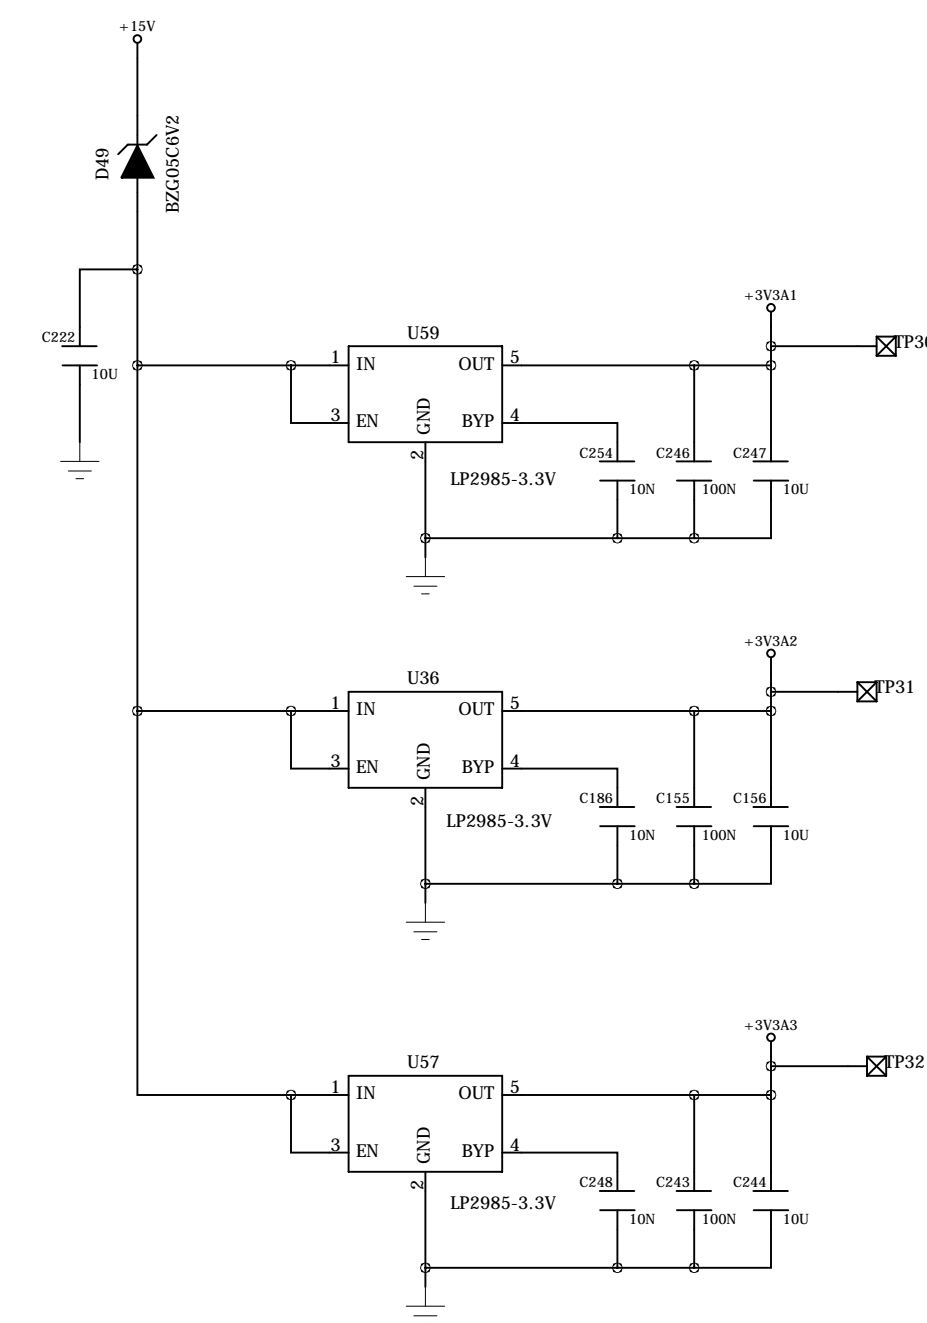 +15V
D49
BZG05C6V2
C222
10U
+3V3A1
TP30
U59
1 IN OUT 5
3 EN GND BYP 4
2
LP2985-3.3V
C254 C246 C247
10N 100N 10U
+3V3A2
TP31
U36
1 IN OUT 5
3 EN GND BYP 4
2
LP2985-3.3V
C186 C155 C156
10N 100N 10U
+3V3A3
TP32
U57
1 IN OUT 5
3 EN GND BYP 4
2
LP2985-3.3V
C248 C243 C244
10N 100N 10U